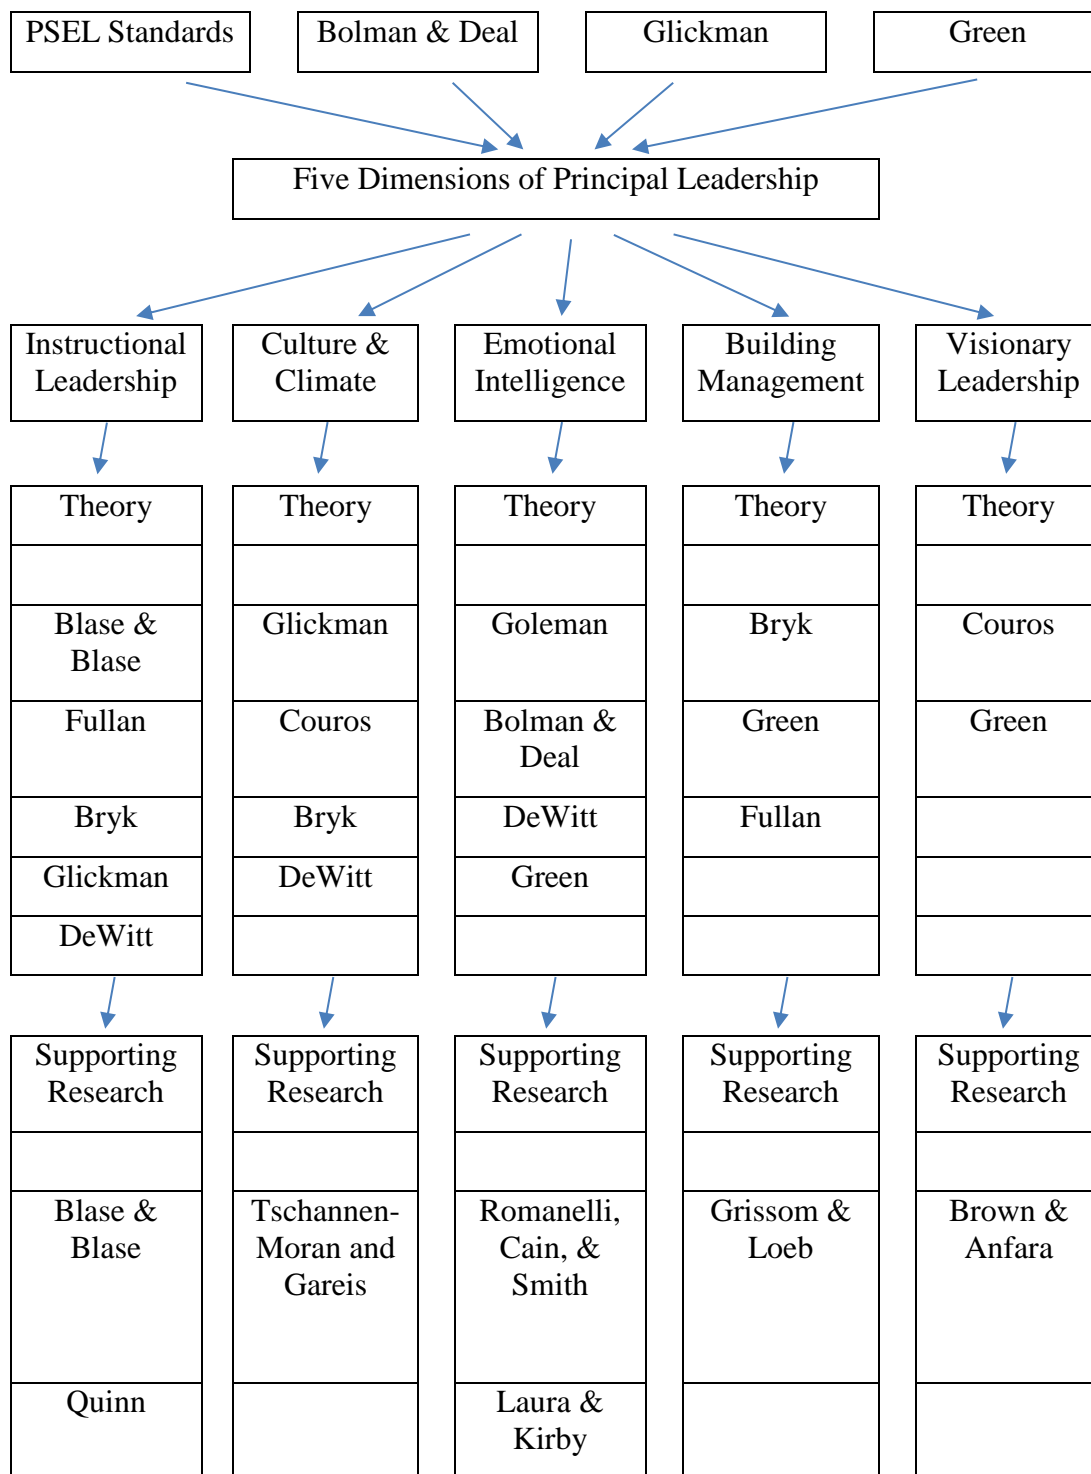 PSEL Standards
Bolman & Deal
Glickman
Green
Five Dimensions of Principal Leadership
Instructional
Leadership
Culture &
Climate
Emotional
Intelligence
Building
Management
Visionary
Leadership
Theory
Theory
Theory
Theory
Theory
Blase &
Blase
Glickman
Goleman
Bryk
Couros
Fullan
Couros
Bolman &
Deal
Green
Green
Bryk
Bryk
DeWitt
Fullan
Glickman
DeWitt
Green
DeWitt
Supporting
Research
Supporting
Research
Supporting
Research
Supporting
Research
Supporting
Research
Blase &
Blase
Tschannen-
Moran and
Gareis
Romanelli,
Cain, &
Smith
Grissom &
Loeb
Brown &
Anfara
Quinn
Laura &
Kirby